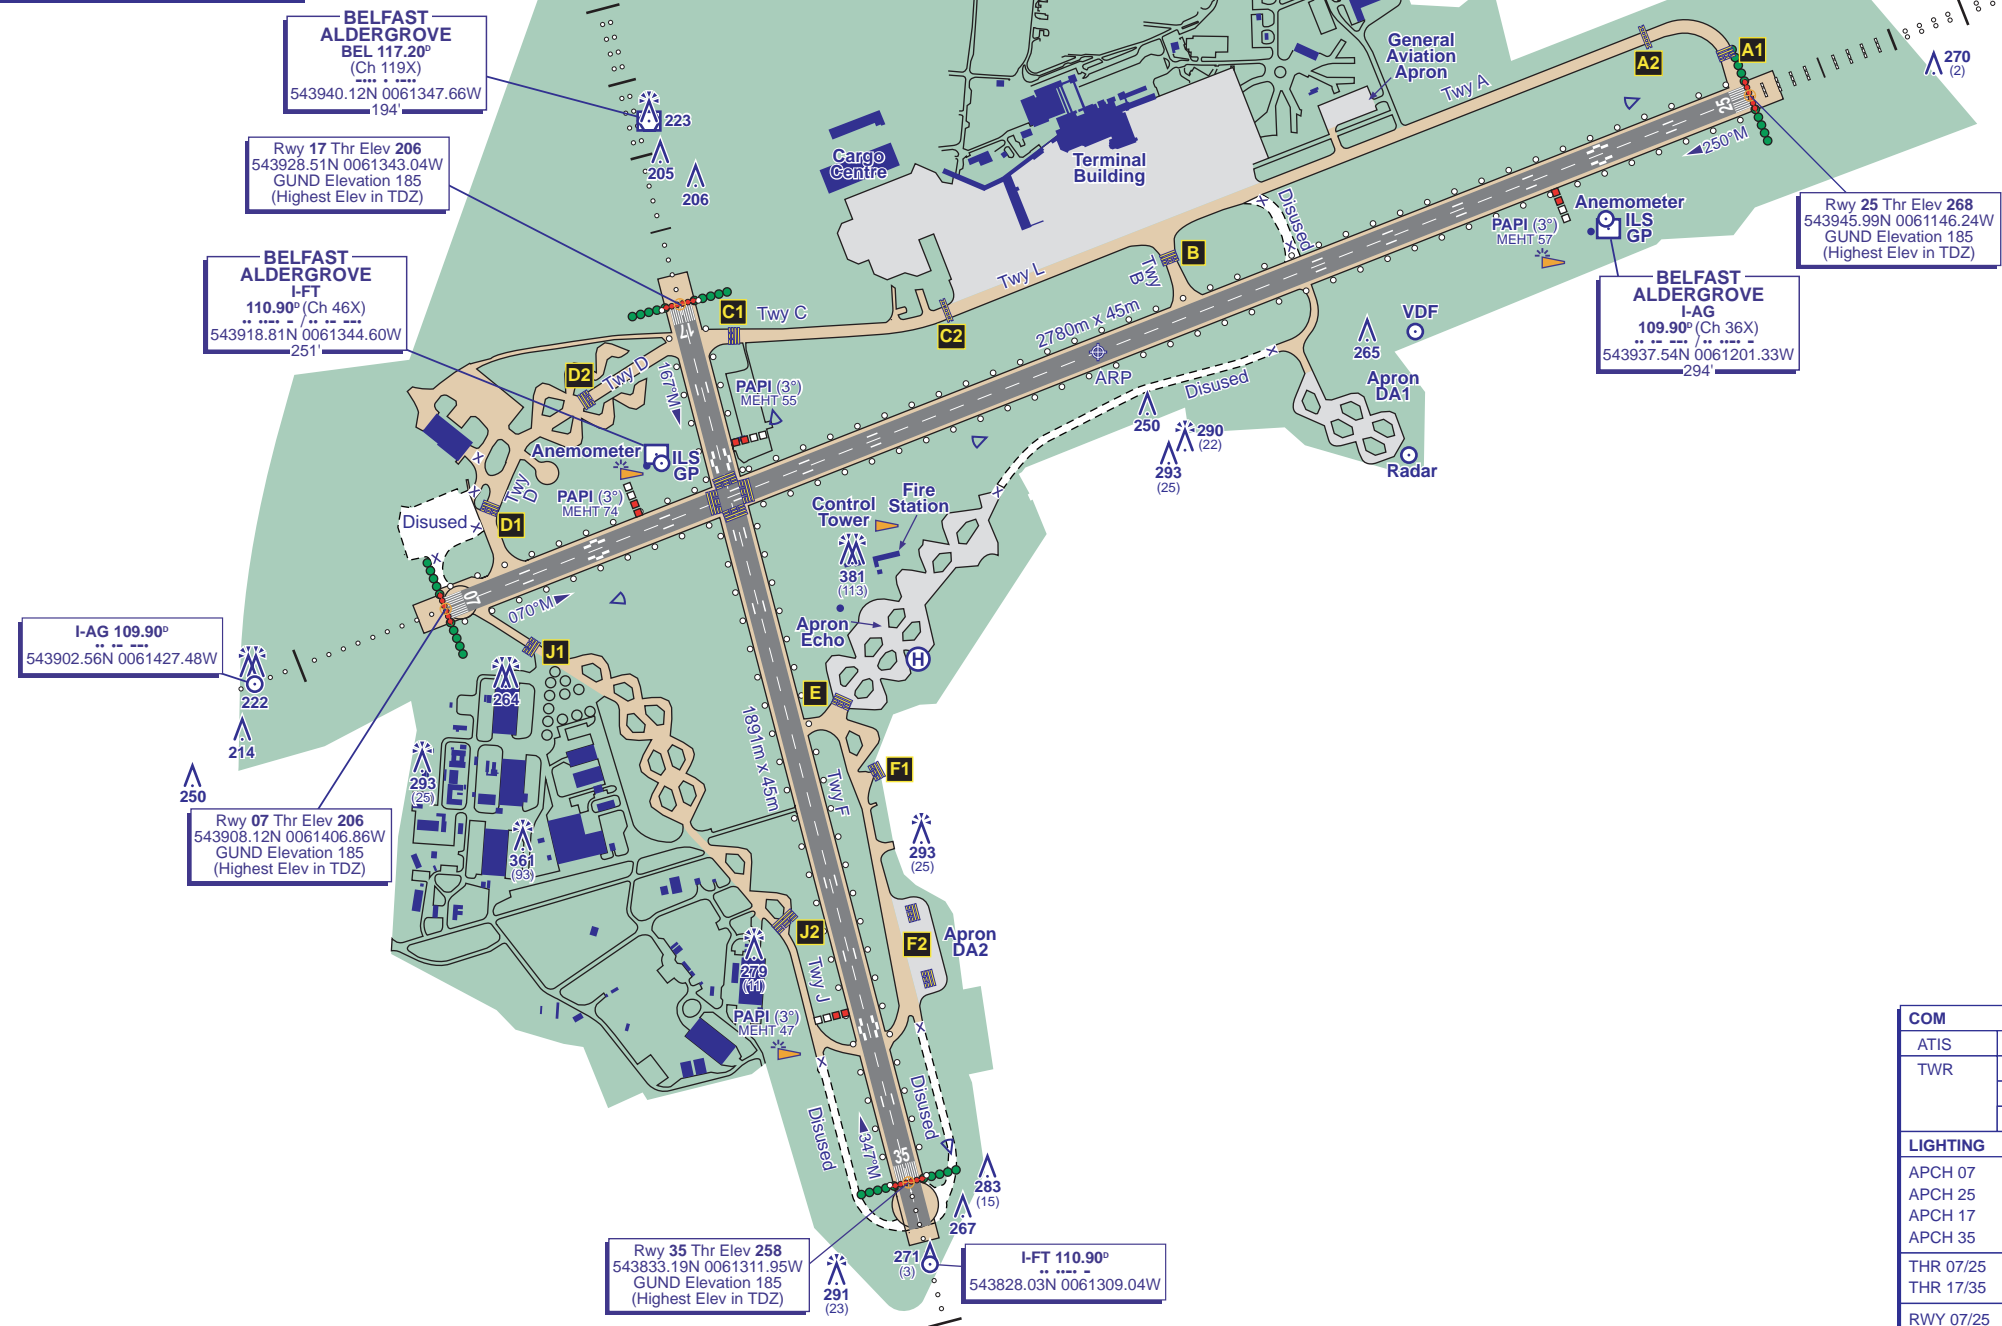 BELFAST
ALDERGROVE
BEL 117.20ᴰ
(Ch 119X)
543940.12N 0061347.66W
194'
223
205
206
Rwy 17 Thr Elev 206
543928.51N 0061343.04W
GUND Elevation 185
(Highest Elev in TDZ)
BELFAST
ALDERGROVE
I-FT
110.90ᴰ (Ch 46X)
543918.81N 0061344.60W
251'
Cargo
Centre
Terminal
Building
General
Aviation
Apron
Twy A
A2
A1
270
(2)
25
250°M
Rwy 25 Thr Elev 268
543945.99N 0061146.24W
GUND Elevation 185
(Highest Elev in TDZ)
Anemometer
ILS
GP
PAPI (3°)
MEHT 57
BELFAST
ALDERGROVE
I-AG
109.90ᴰ (Ch 36X)
543937.54N 0061201.33W
294'
Disused
B
Twy
B
Twy L
C1
Twy C
C2
17
167°M
D2
Twy D
PAPI (3°)
MEHT 55
2780m x 45m
ARP
Disused
VDF
265
Apron
DA1
Radar
250
290
(22)
293
(25)
Anemometer
ILS
GP
PAPI (3°)
MEHT 74
Twy
D
D1
Disused
Control
Tower
Fire
Station
381
(113)
Apron
Echo
H
07
070°M
I-AG 109.90ᴰ
543902.56N 0061427.48W
222
214
250
J1
264
293
(25)
361
(93)
Rwy 07 Thr Elev 206
543908.12N 0061406.86W
GUND Elevation 185
(Highest Elev in TDZ)
E
F1
Twy F
1891m x 45m
293
(25)
J2
F2
Apron
DA2
279
(11)
Twy J
PAPI (3°)
MEHT 47
Disused
Disused
347°M
35
283
(15)
267
271
(3)
291
(23)
Rwy 35 Thr Elev 258
543833.19N 0061311.95W
GUND Elevation 185
(Highest Elev in TDZ)
I-FT 110.90ᴰ
543828.03N 0061309.04W
COM
ATIS
TWR
LIGHTING
APCH 07
APCH 25
APCH 17
APCH 35
THR 07/25
THR 17/35
RWY 07/25